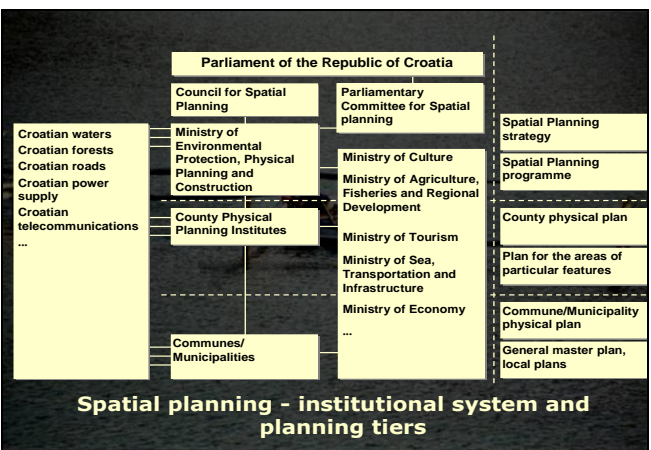 Parliament of the Republic of Croatia
Council for Spatial
Planning
Parliamentary
Committee for Spatial
planning
Croatian waters
Croatian forests
Croatian roads
Croatian power
supply
Croatian
telecommunications
...
Ministry of
Environmental
Protection, Physical
Planning and
Construction
County Physical
Planning Institutes
Communes/
Municipalities
Ministry of Culture
Ministry of Agriculture,
Fisheries and Regional
Development
Ministry of Tourism
Ministry of Sea,
Transportation and
Infrastructure
Ministry of Economy
...
Spatial Planning
strategy
Spatial Planning
programme
County physical plan
Plan for the areas of
particular features
Commune/Municipality
physical plan
General master plan,
local plans
Spatial planning - institutional system and
planning tiers